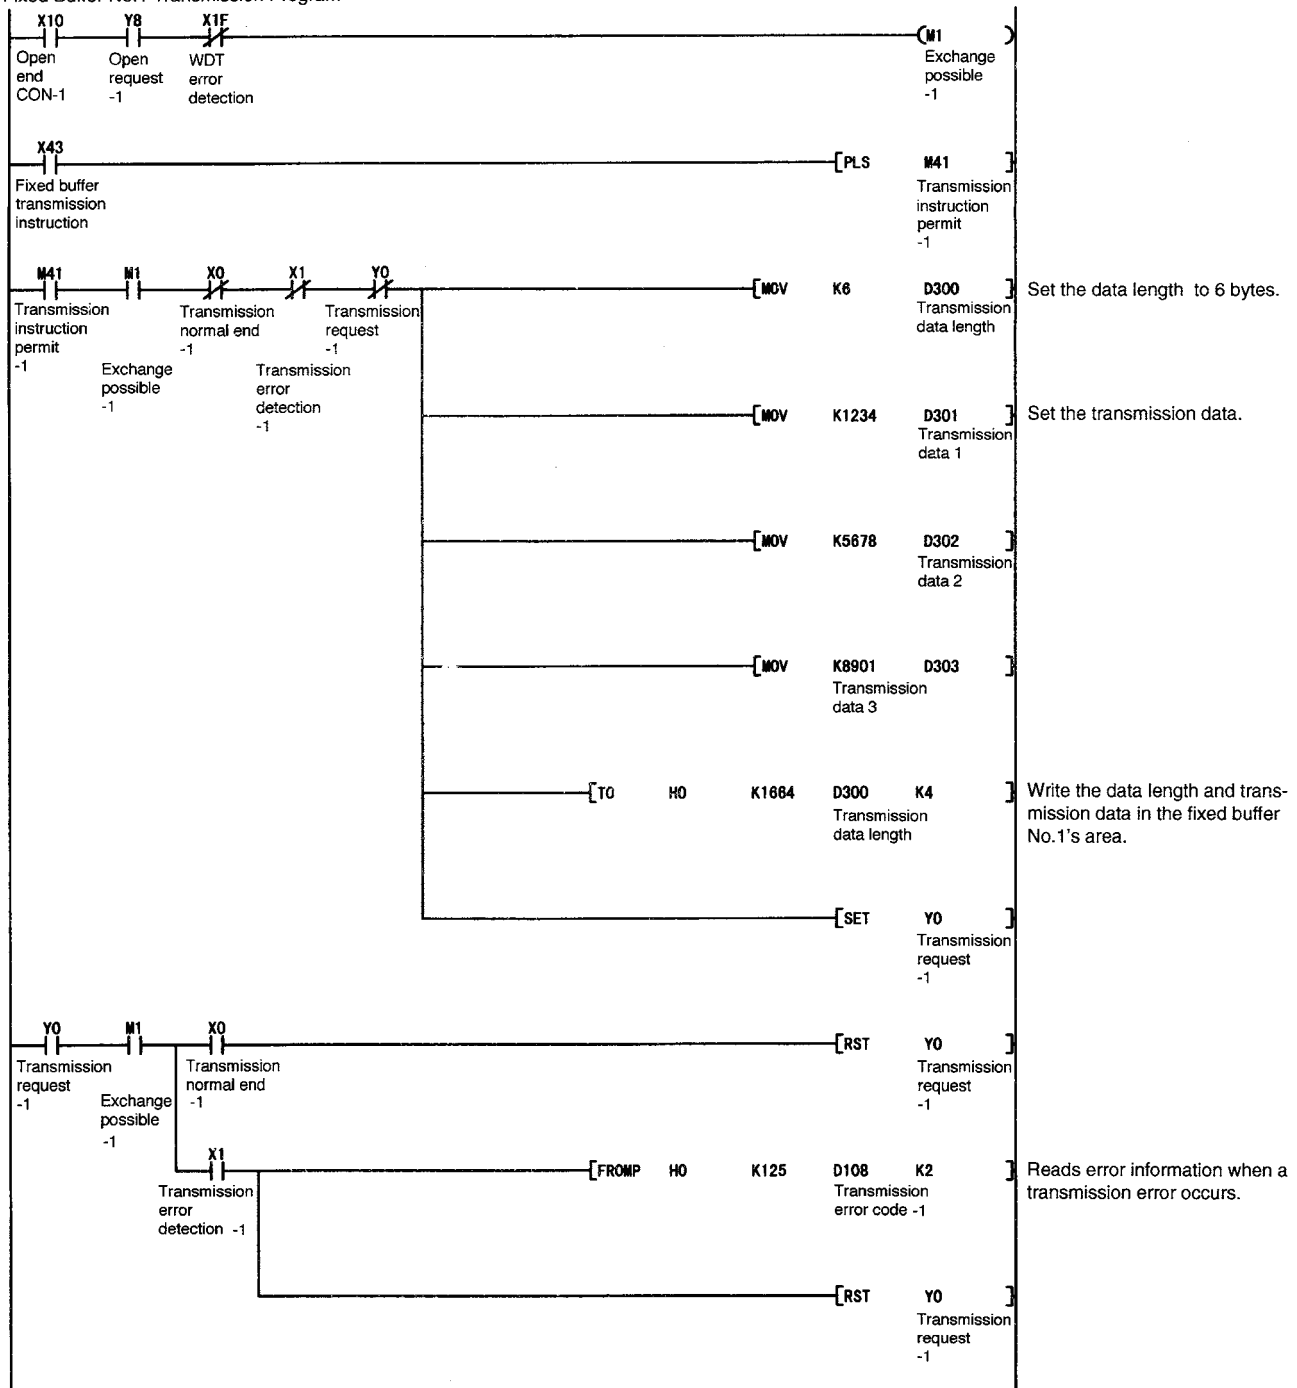 Fixed Buffer No.1 Transmission Program
X10 Y8 X1F M1
Open end CON-1
Open request -1
WDT error detection
Exchange possible -1
X43 PLS M41
Fixed buffer transmission instruction
Transmission instruction permit -1
M41 M1 X0 X1 Y0 MOV K6 D300 Set the data length to 6 bytes.
Transmission instruction permit -1
Exchange possible -1
Transmission normal end -1
Transmission error detection -1
Transmission request -1
Transmission data length
MOV K1234 D301 Set the transmission data.
Transmission data 1
MOV K5678 D302
Transmission data 2
MOV K8901 D303
Transmission data 3
TO H0 K1664 D300 K4
Transmission data length
Write the data length and trans-
mission data in the fixed buffer
No.1's area.
SET Y0
Transmission request -1
Y0 M1 X0 RST Y0
Transmission request -1
Exchange possible -1
Transmission normal end -1
Transmission request -1
X1 FROMP H0 K125 D108 K2
Transmission error detection -1
Transmission error code -1
Reads error information when a
transmission error occurs.
RST Y0
Transmission request -1